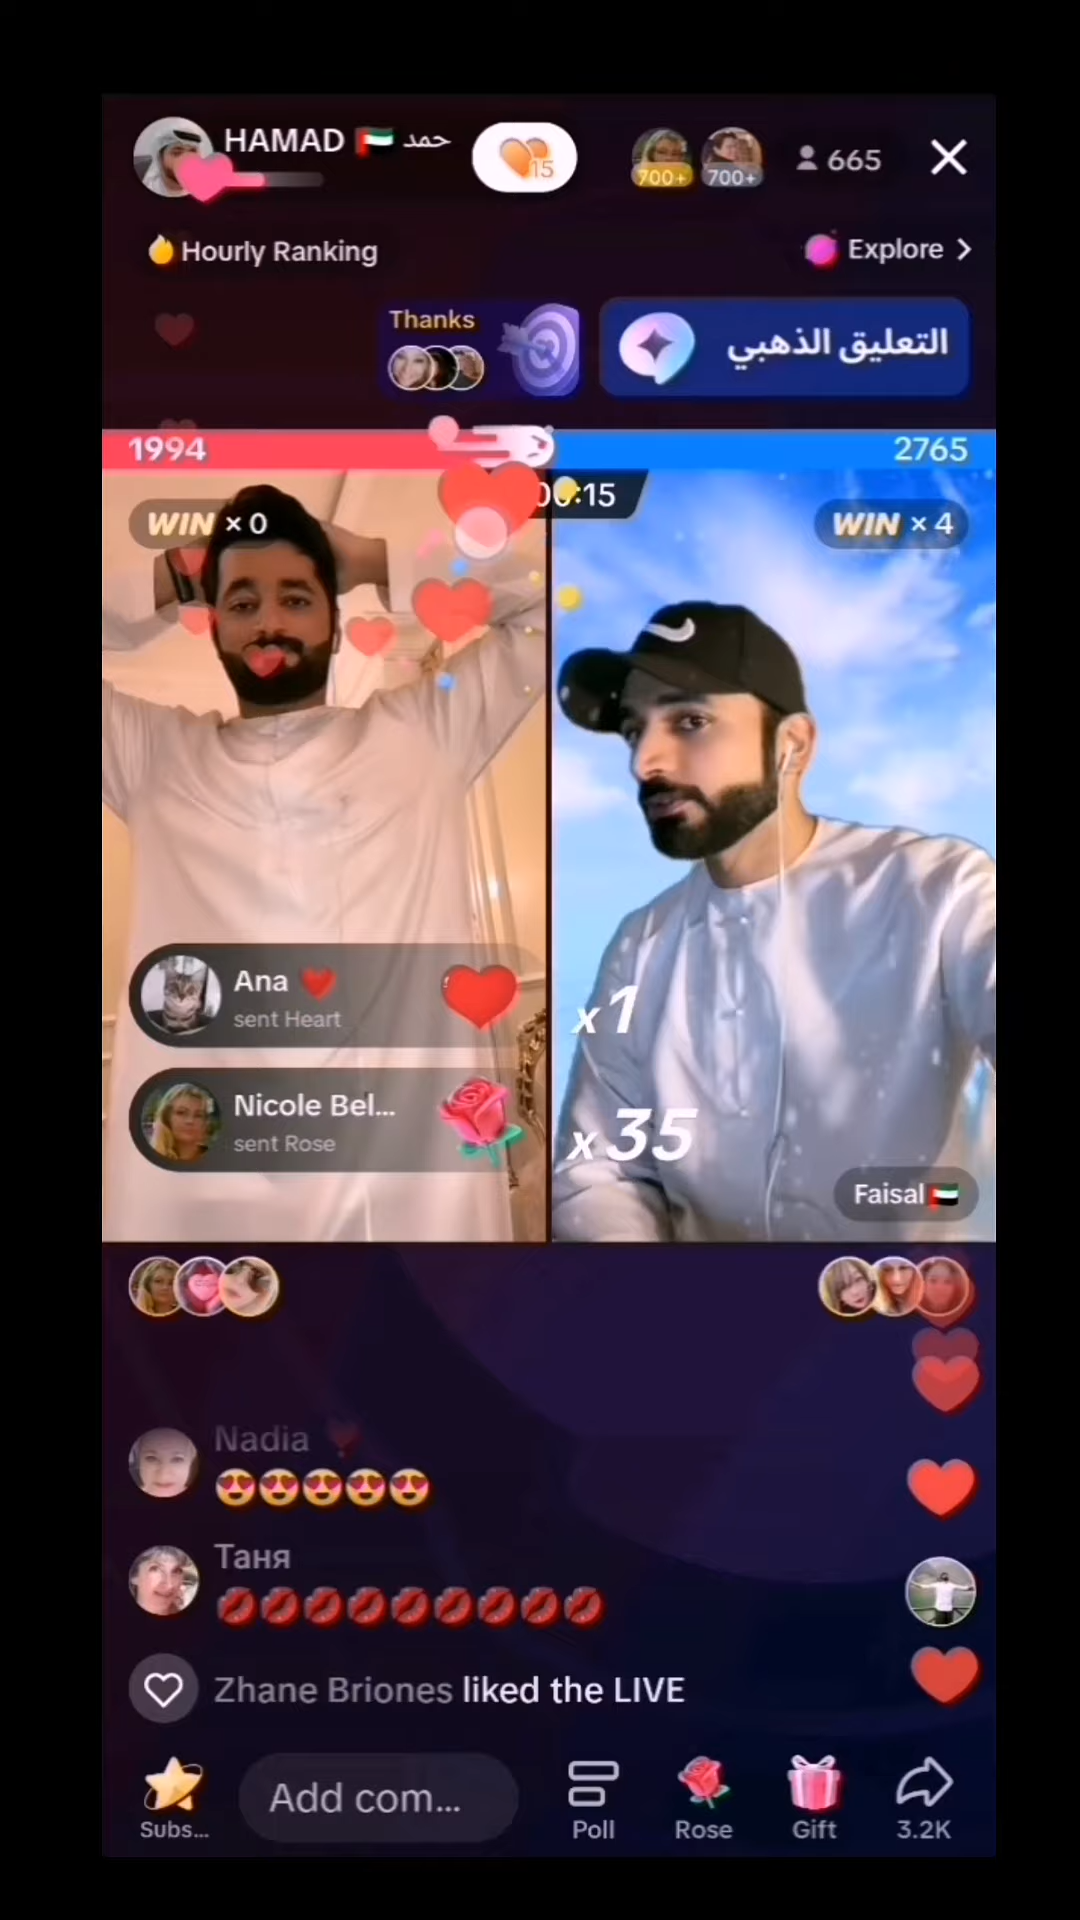 HAMAD 🇦🇪 حمد
15
700+
700+
665
Hourly Ranking
Explore
Thanks
التعليق الذهبي
1994
2765
00:15
WIN × 0
WIN × 4
Ana ❤️
sent Heart
x1
Nicole Bel...
sent Rose
x35
Faisal🇦🇪
Nadia ❣️
😍😍😍😍😍
Таня
💋💋💋💋💋💋💋💋💋
Zhane Briones liked the LIVE
Subs...
Add com...
Poll
Rose
Gift
3.2K